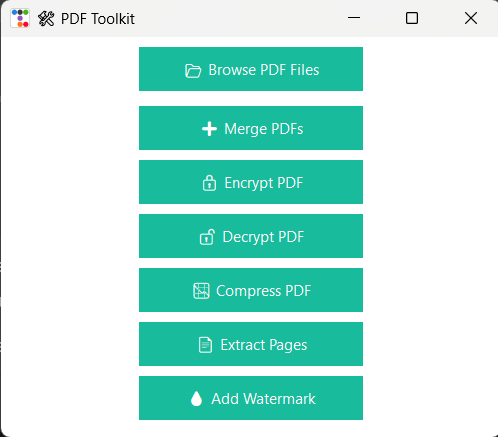 PDF Toolkit
Browse PDF Files
Merge PDFs
Encrypt PDF
Decrypt PDF
Compress PDF
Extract Pages
Add Watermark